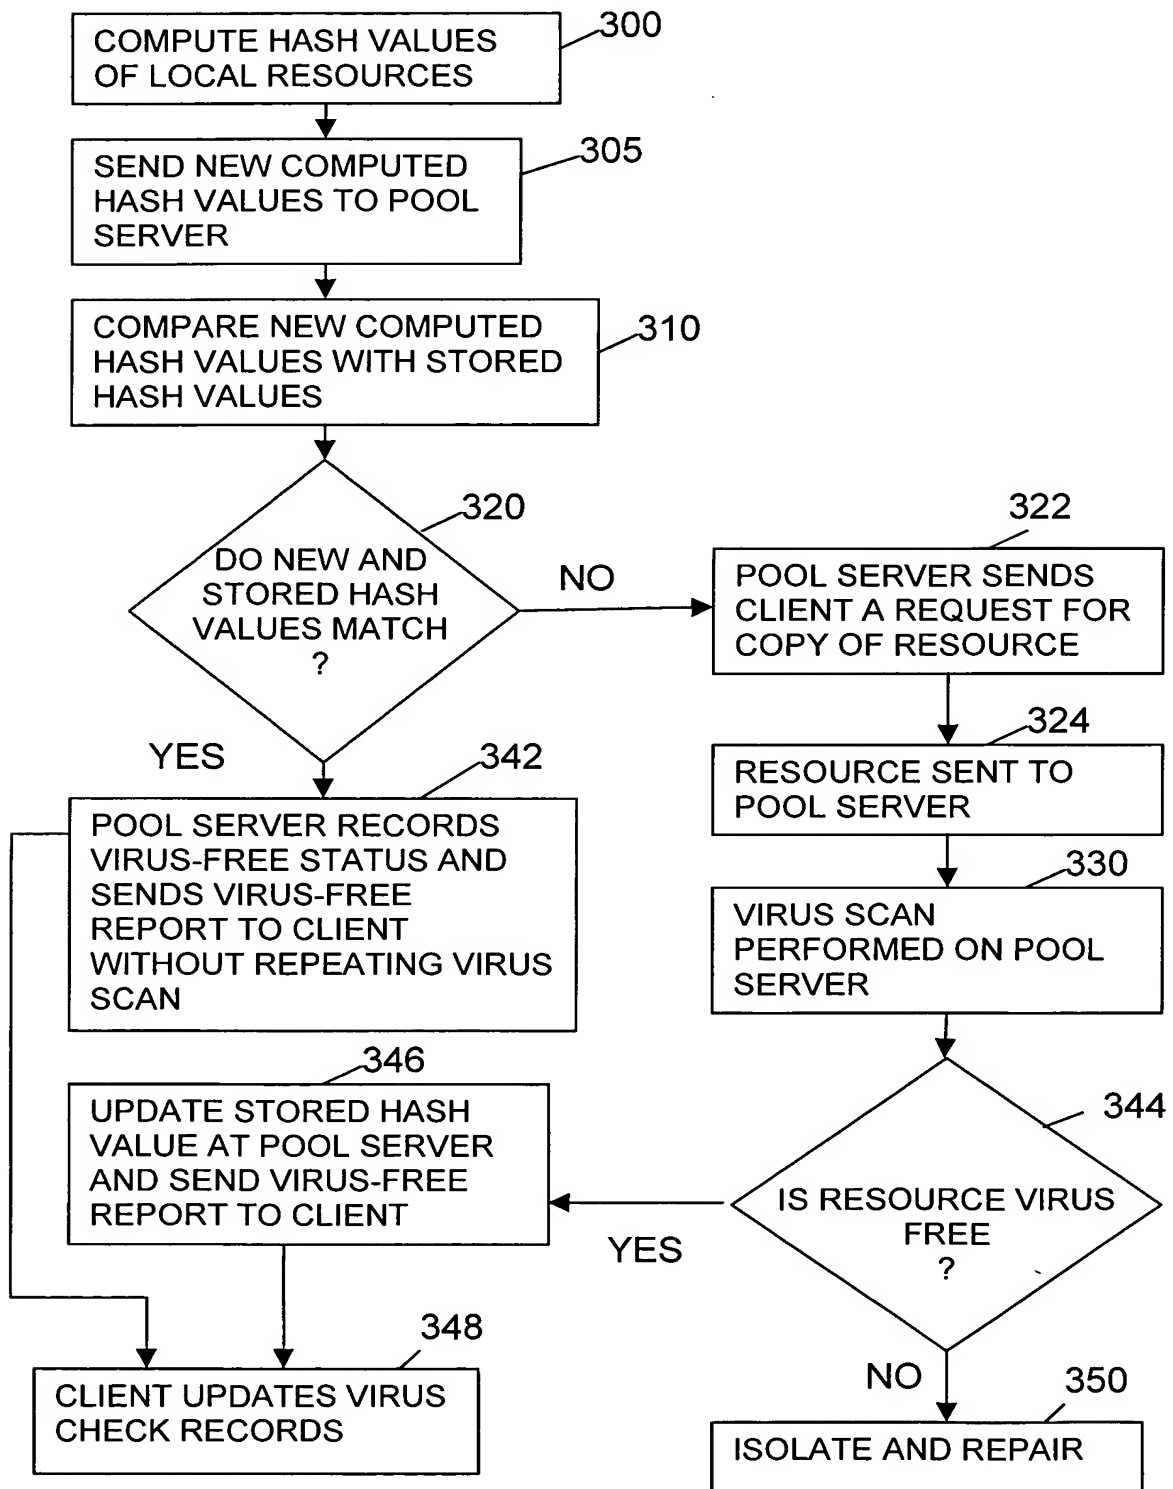 300
COMPUTE HASH VALUES
OF LOCAL RESOURCES
305
SEND NEW COMPUTED
HASH VALUES TO POOL
SERVER
310
COMPARE NEW COMPUTED
HASH VALUES WITH STORED
HASH VALUES
320
DO NEW AND
STORED HASH
VALUES MATCH
?
NO
322
POOL SERVER SENDS
CLIENT A REQUEST FOR
COPY OF RESOURCE
324
RESOURCE SENT TO
POOL SERVER
330
VIRUS SCAN
PERFORMED ON POOL
SERVER
YES
342
POOL SERVER RECORDS
VIRUS-FREE STATUS AND
SENDS VIRUS-FREE
REPORT TO CLIENT
WITHOUT REPEATING VIRUS
SCAN
344
IS RESOURCE VIRUS
FREE
?
YES
346
UPDATE STORED HASH
VALUE AT POOL SERVER
AND SEND VIRUS-FREE
REPORT TO CLIENT
348
CLIENT UPDATES VIRUS
CHECK RECORDS
NO
350
ISOLATE AND REPAIR